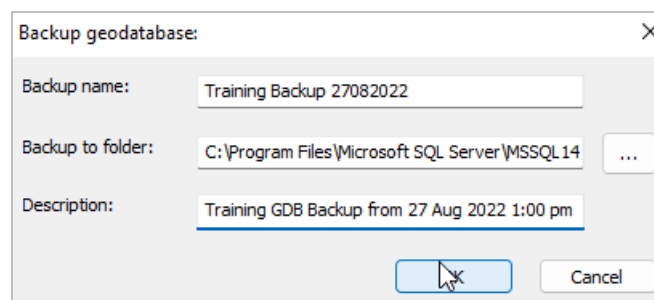 Backup geodatabase:
Backup name: Training Backup 27082022
Backup to folder: C:\Program Files\Microsoft SQL Server\MSSQL14 ...
Description: Training GDB Backup from 27 Aug 2022 1:00 pm
Cancel